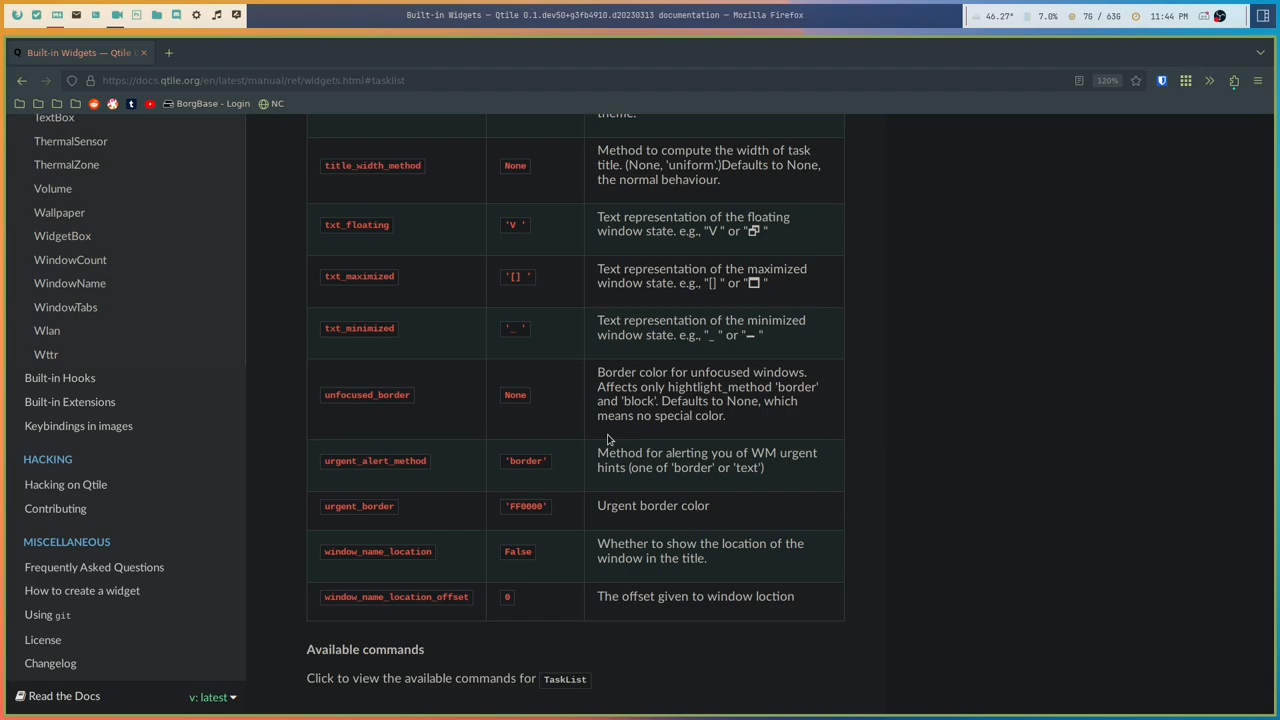 Built-in Widgets — Qtile 0.1.dev50+g3fb4910.d20230313 documentation — Mozilla Firefox
46.27° 7.0% 7G / 63G 11:44 PM
Built-in Widgets — Qtile
https://docs.qtile.org/en/latest/manual/ref/widgets.html#tasklist
120%
BorgBase - Login
NC
TextBox
ThermalSensor
ThermalZone
Volume
Wallpaper
WidgetBox
WindowCount
WindowName
WindowTabs
Wlan
Wttr
Built-in Hooks
Built-in Extensions
Keybindings in images
HACKING
Hacking on Qtile
Contributing
MISCELLANEOUS
Frequently Asked Questions
How to create a widget
Using git
License
Changelog
Read the Docs
v: latest
theme.
title_width_method
None
Method to compute the width of task
title. (None, 'uniform'.)Defaults to None,
the normal behaviour.
txt_floating
'V '
Text representation of the floating
window state. e.g., "V " or "🗗 "
txt_maximized
'[] '
Text representation of the maximized
window state. e.g., "[] " or "🗖 "
txt_minimized
'_ '
Text representation of the minimized
window state. e.g., "_ " or "🗕 "
unfocused_border
None
Border color for unfocused windows.
Affects only hightlight_method 'border'
and 'block'. Defaults to None, which
means no special color.
urgent_alert_method
'border'
Method for alerting you of WM urgent
hints (one of 'border' or 'text')
urgent_border
'FF0000'
Urgent border color
window_name_location
False
Whether to show the location of the
window in the title.
window_name_location_offset
0
The offset given to window loction
Available commands
Click to view the available commands for TaskList